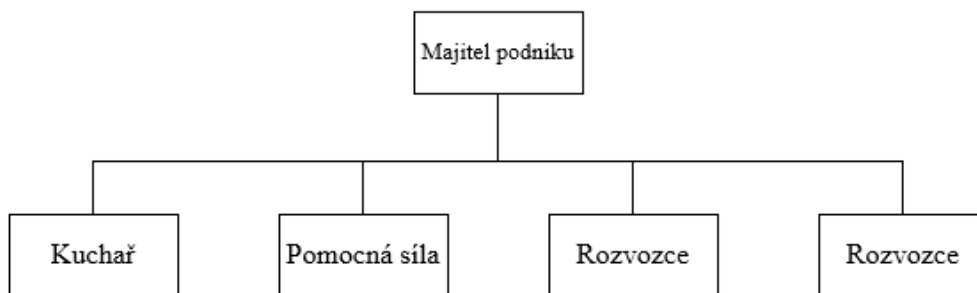 Majitel podniku
Kuchař
Pomocná síla
Rozvozce
Rozvozce